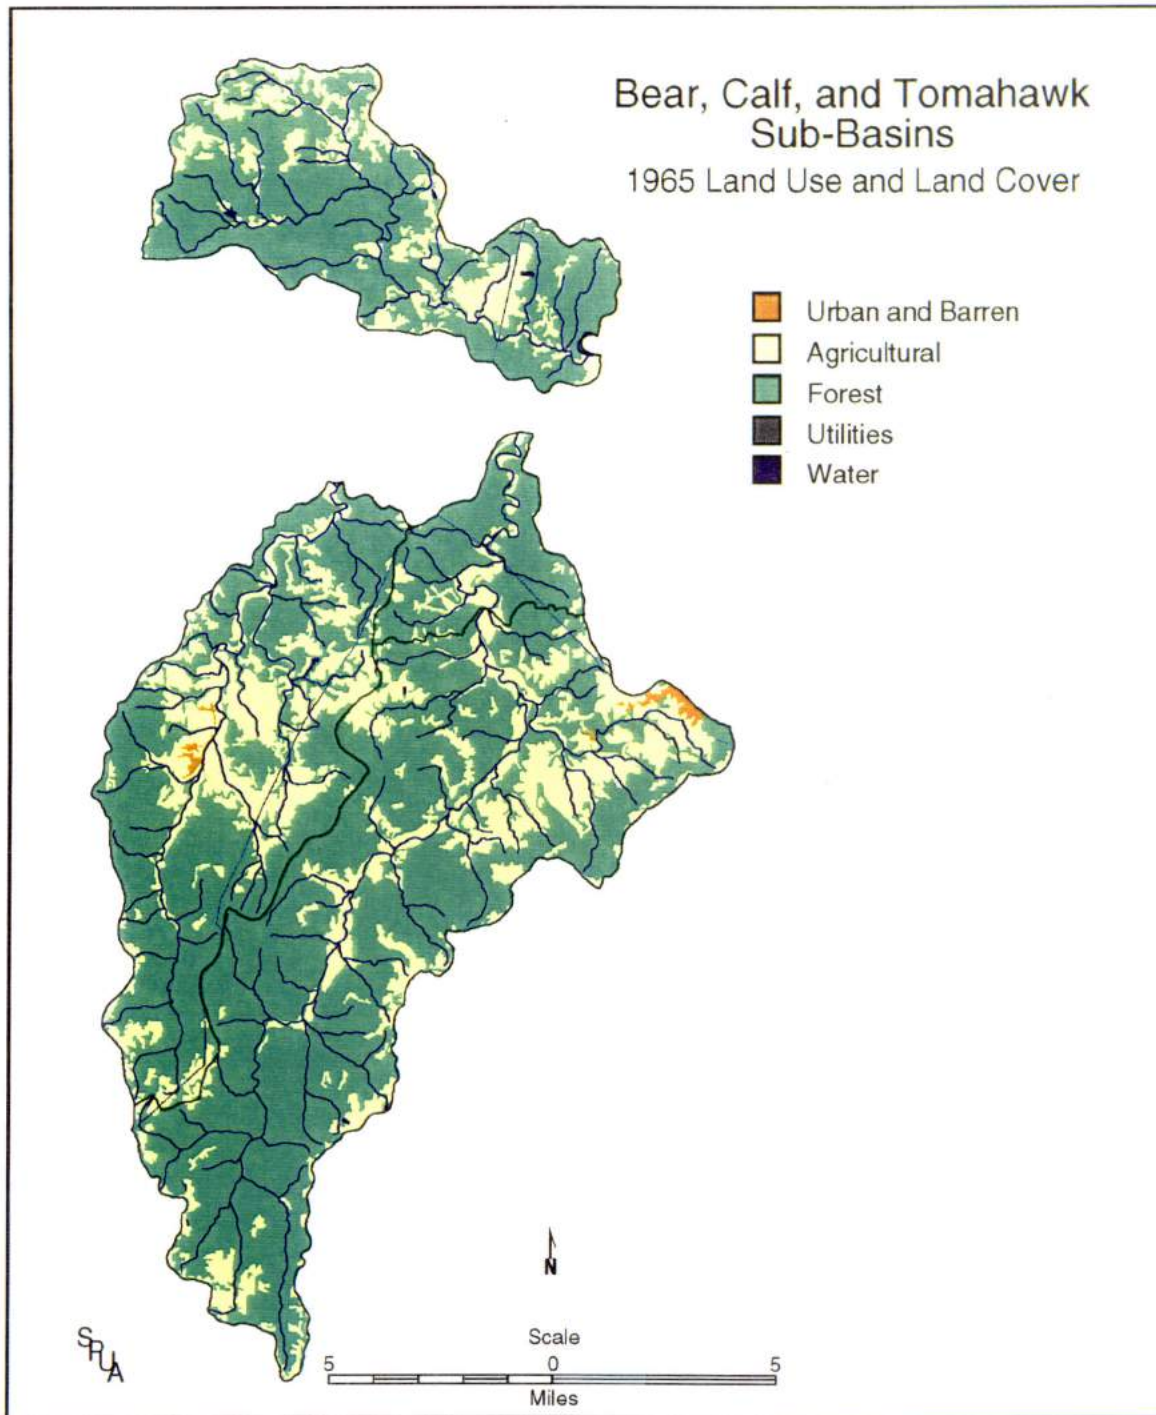 Bear, Calf, and Tomahawk
Sub-Basins
1965 Land Use and Land Cover
Urban and Barren
Agricultural
Forest
Utilities
Water
N
Scale
5 0 5
Miles
SRUA